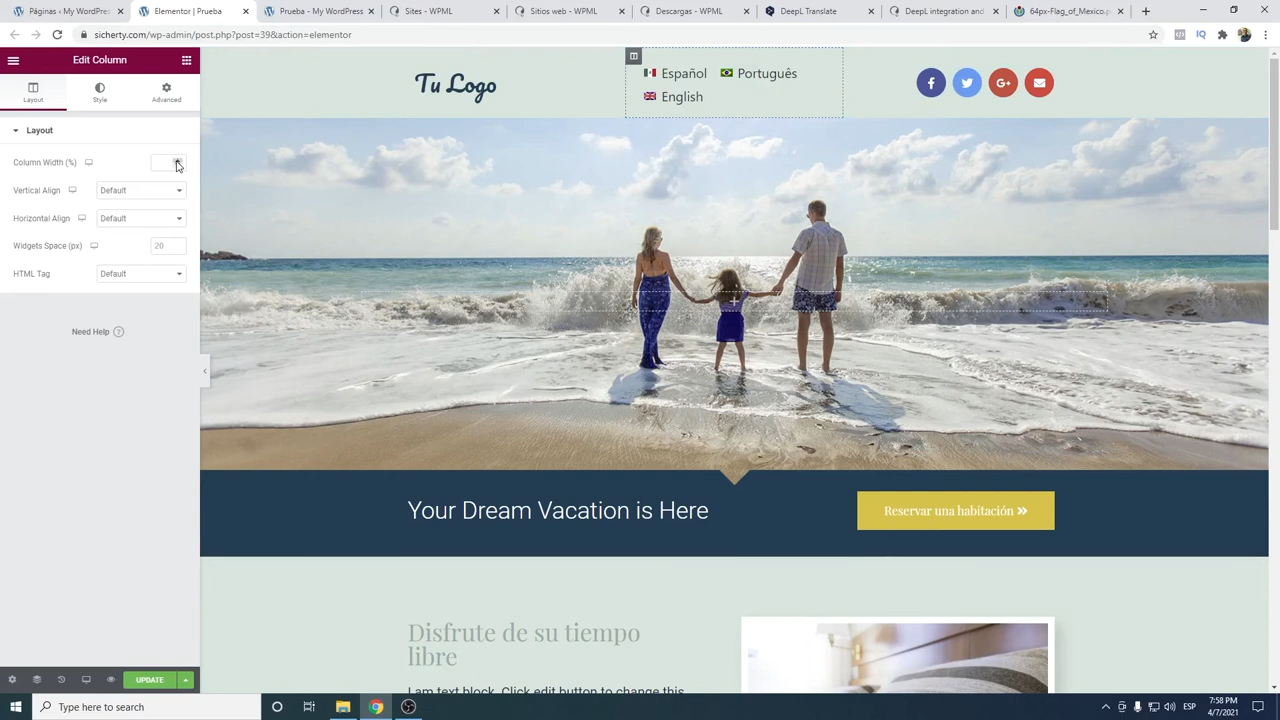 Páginas ‹ My WordPress
Elementor | Prueba
Prueba – My WordPress
Sites - WPML
Sitios web - WPML
Descargas - WPML
DeepL Translate
DeepL integration and
64px-Flag_of_Mexico.p
sicherty.com/wp-admin/post.php?post=39&action=elementor
Edit Column
Layout
Style
Advanced
Layout
Column Width (%)
Vertical Align
Default
Horizontal Align
Default
Widgets Space (px)
20
HTML Tag
Default
Need Help
UPDATE
Tu Logo
Español
Português
English
Your Dream Vacation is Here
Reservar una habitación
Disfrute de su tiempo
libre
I am text block. Click edit button to change this
Type here to search
ESP
7:58 PM
4/7/2021